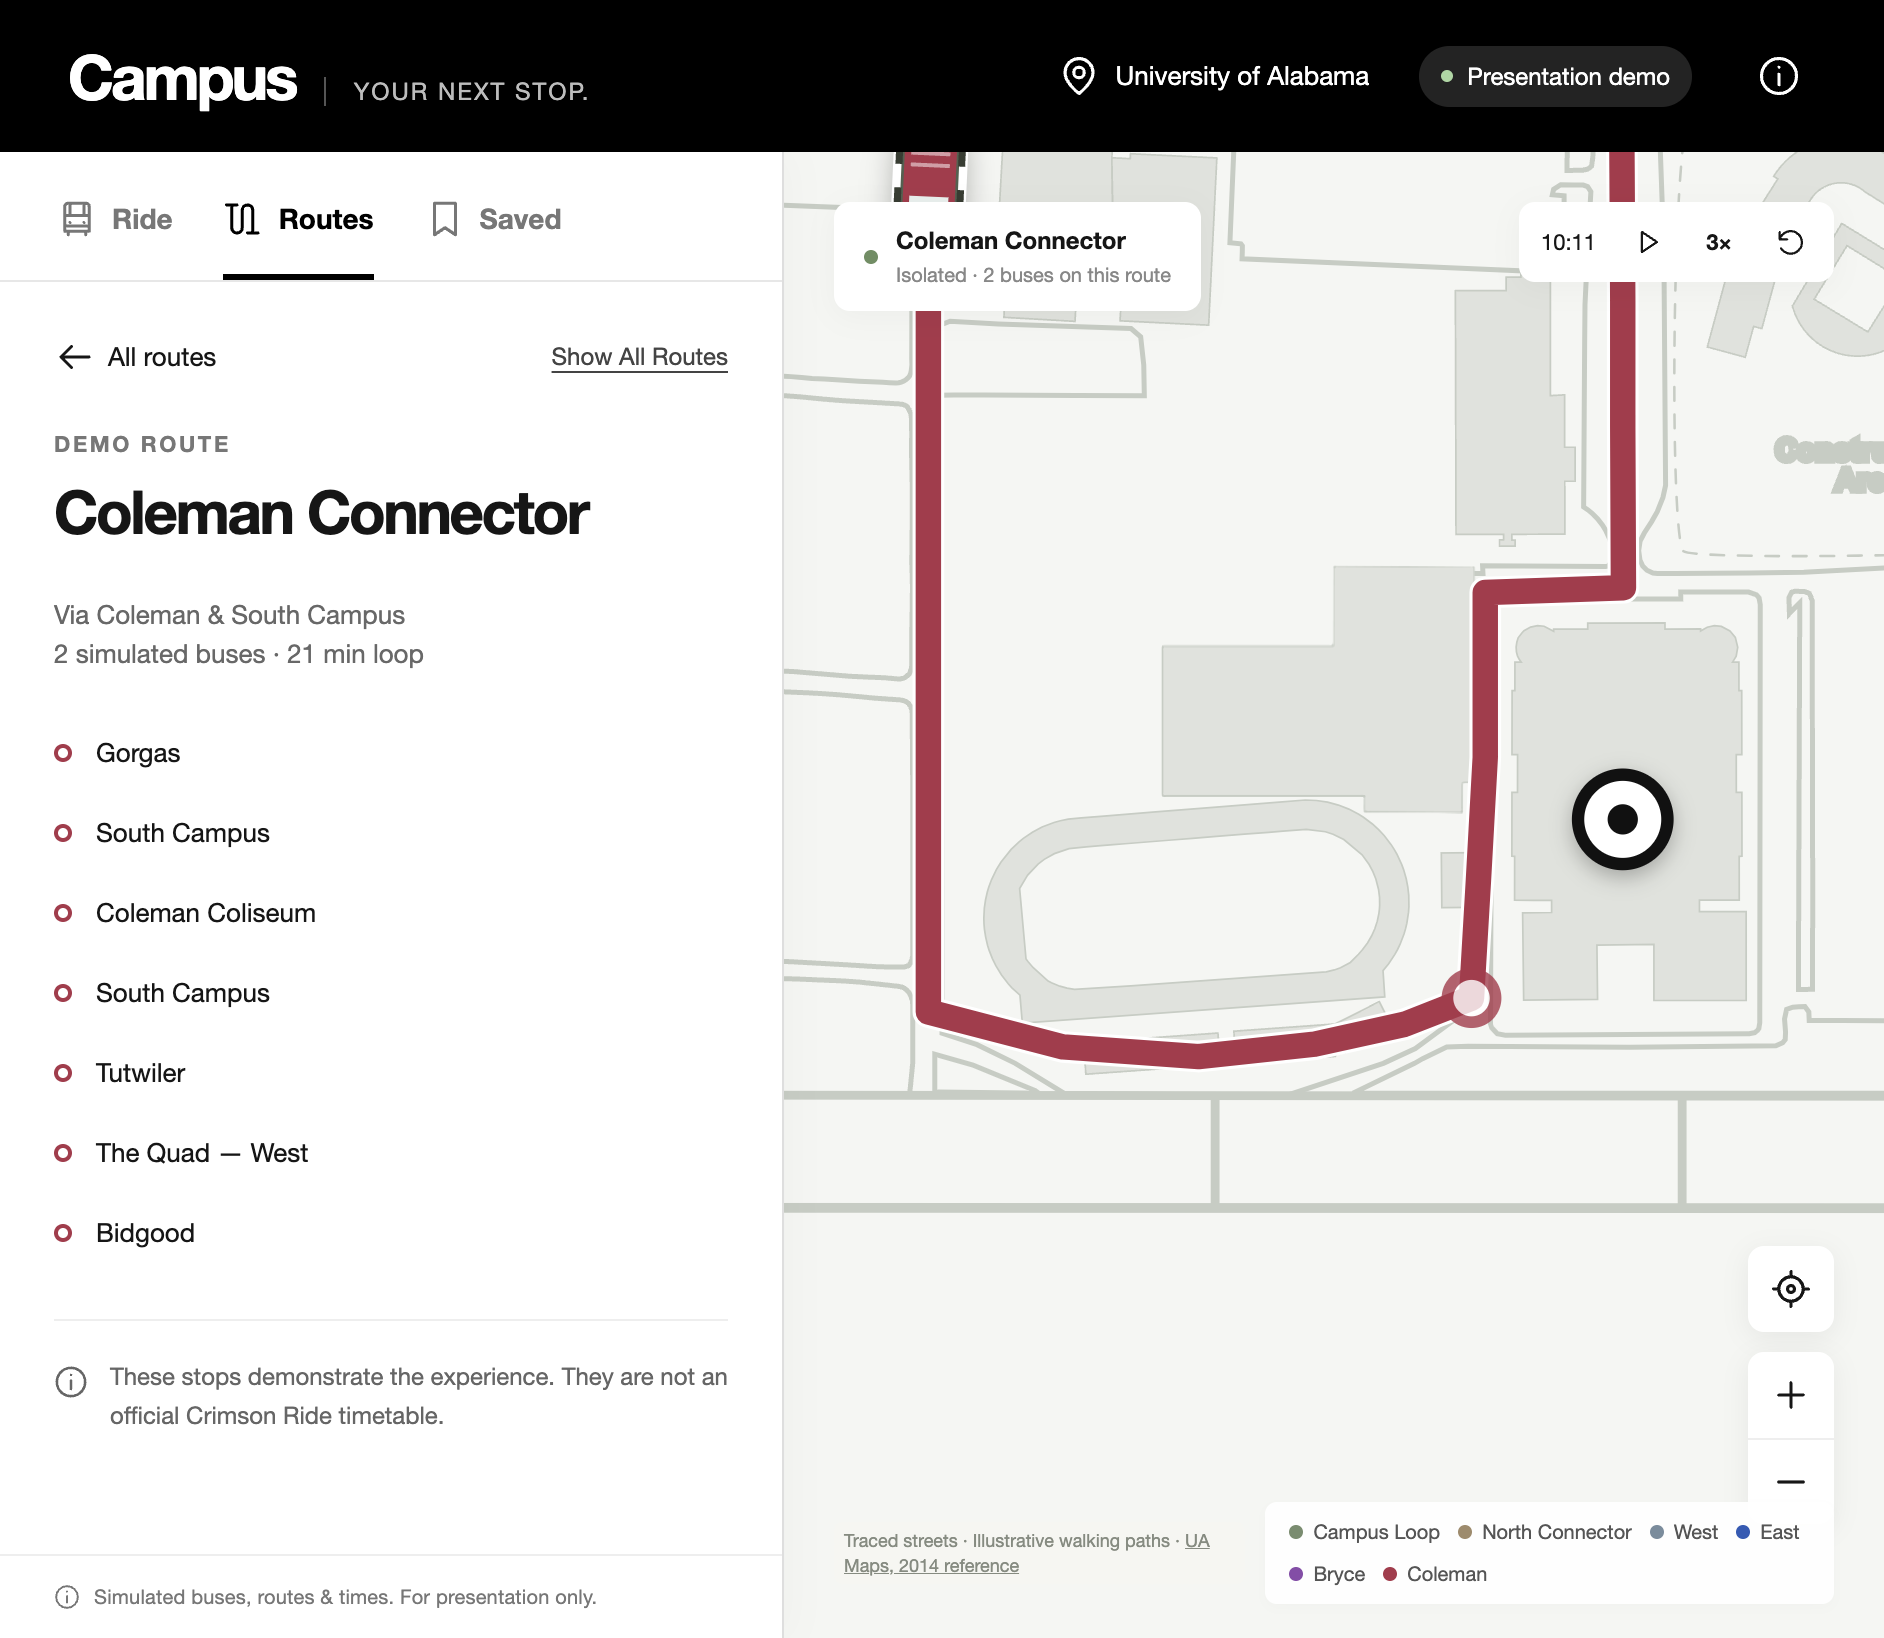 Campus
YOUR NEXT STOP.
University of Alabama
Presentation demo
Ride
Routes
Saved
All routes
Show All Routes
DEMO ROUTE
Coleman Connector
Via Coleman & South Campus
2 simulated buses · 21 min loop
Gorgas
South Campus
Coleman Coliseum
South Campus
Tutwiler
The Quad — West
Bidgood
These stops demonstrate the experience. They are not an
official Crimson Ride timetable.
Simulated buses, routes & times. For presentation only.
Coleman Connector
Isolated · 2 buses on this route
10:11
3×
Traced streets · Illustrative walking paths · UA
Maps, 2014 reference
Campus Loop
North Connector
West
East
Bryce
Coleman